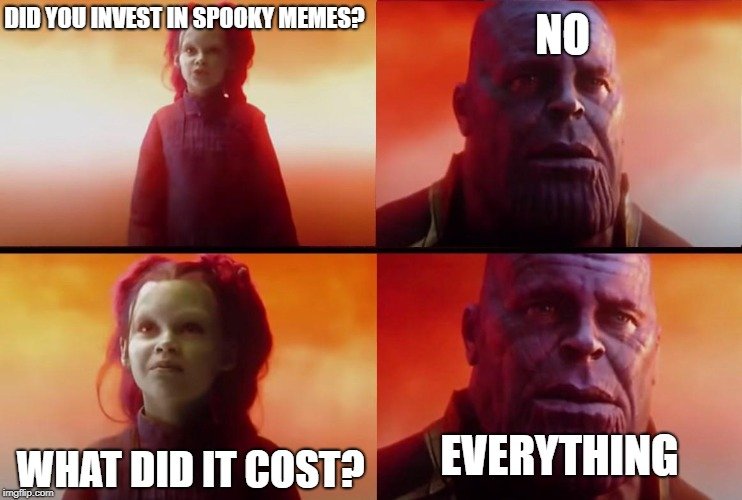 DID YOU INVEST IN SPOOKY MEMES?
NO
WHAT DID IT COST?
EVERYTHING
imgflip.com